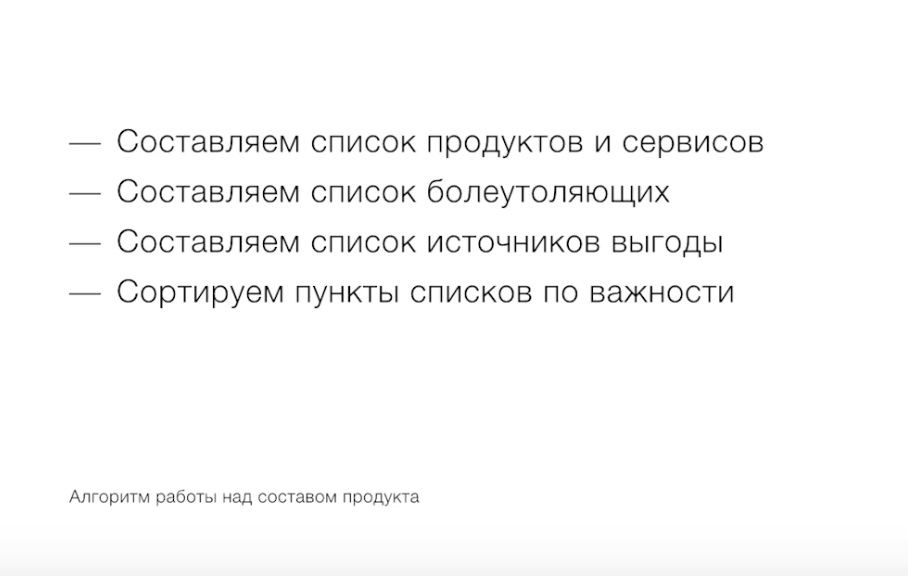 — Составляем список продуктов и сервисов
— Составляем список болеутоляющих
— Составляем список источников выгоды
— Сортируем пункты списков по важности
Алгоритм работы над составом продукта